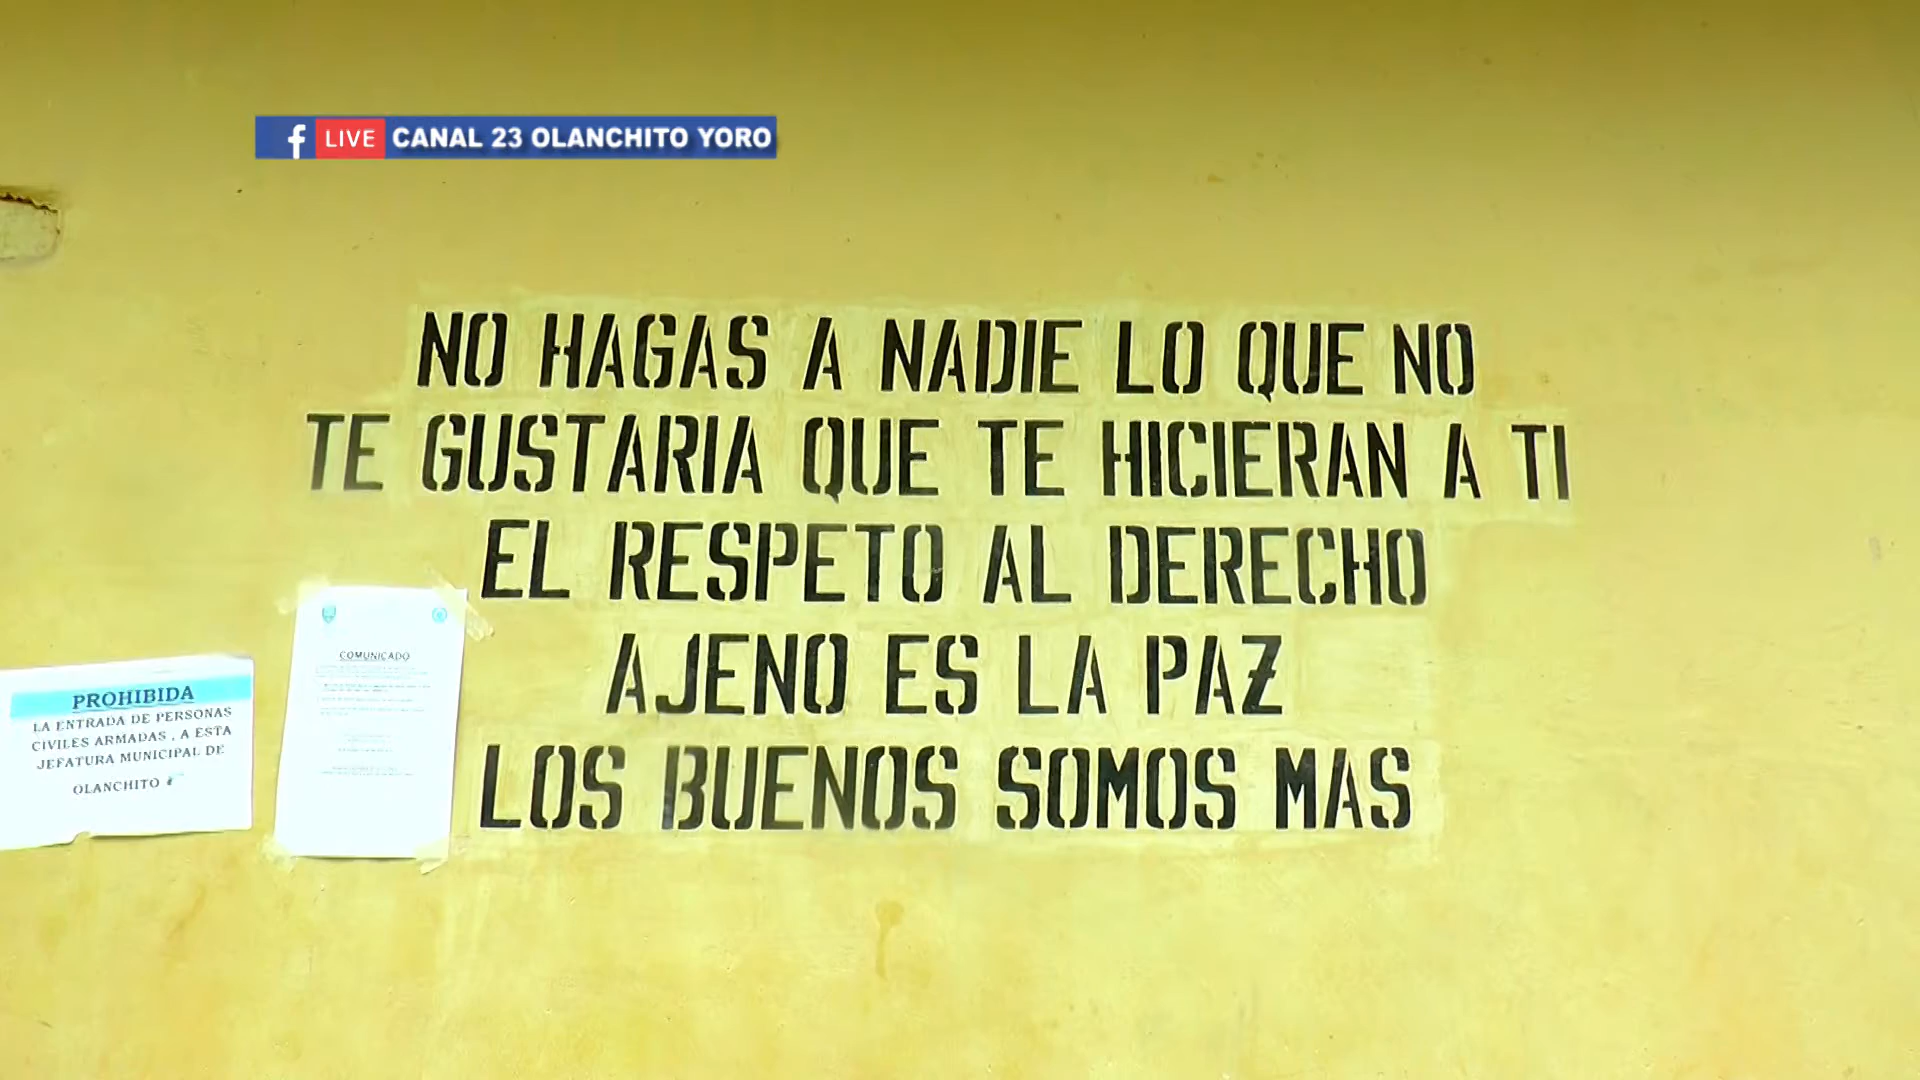 f LIVE CANAL 23 OLANCHITO YORO
NO HAGAS A NADIE LO QUE NO
TE GUSTARIA QUE TE HICIERAN A TI
EL RESPETO AL DERECHO
AJENO ES LA PAZ
LOS BUENOS SOMOS MAS
COMUNICADO
PROHIBIDA
LA ENTRADA DE PERSONAS
CIVILES ARMADAS , A ESTA
JEFATURA MUNICIPAL DE
OLANCHITO